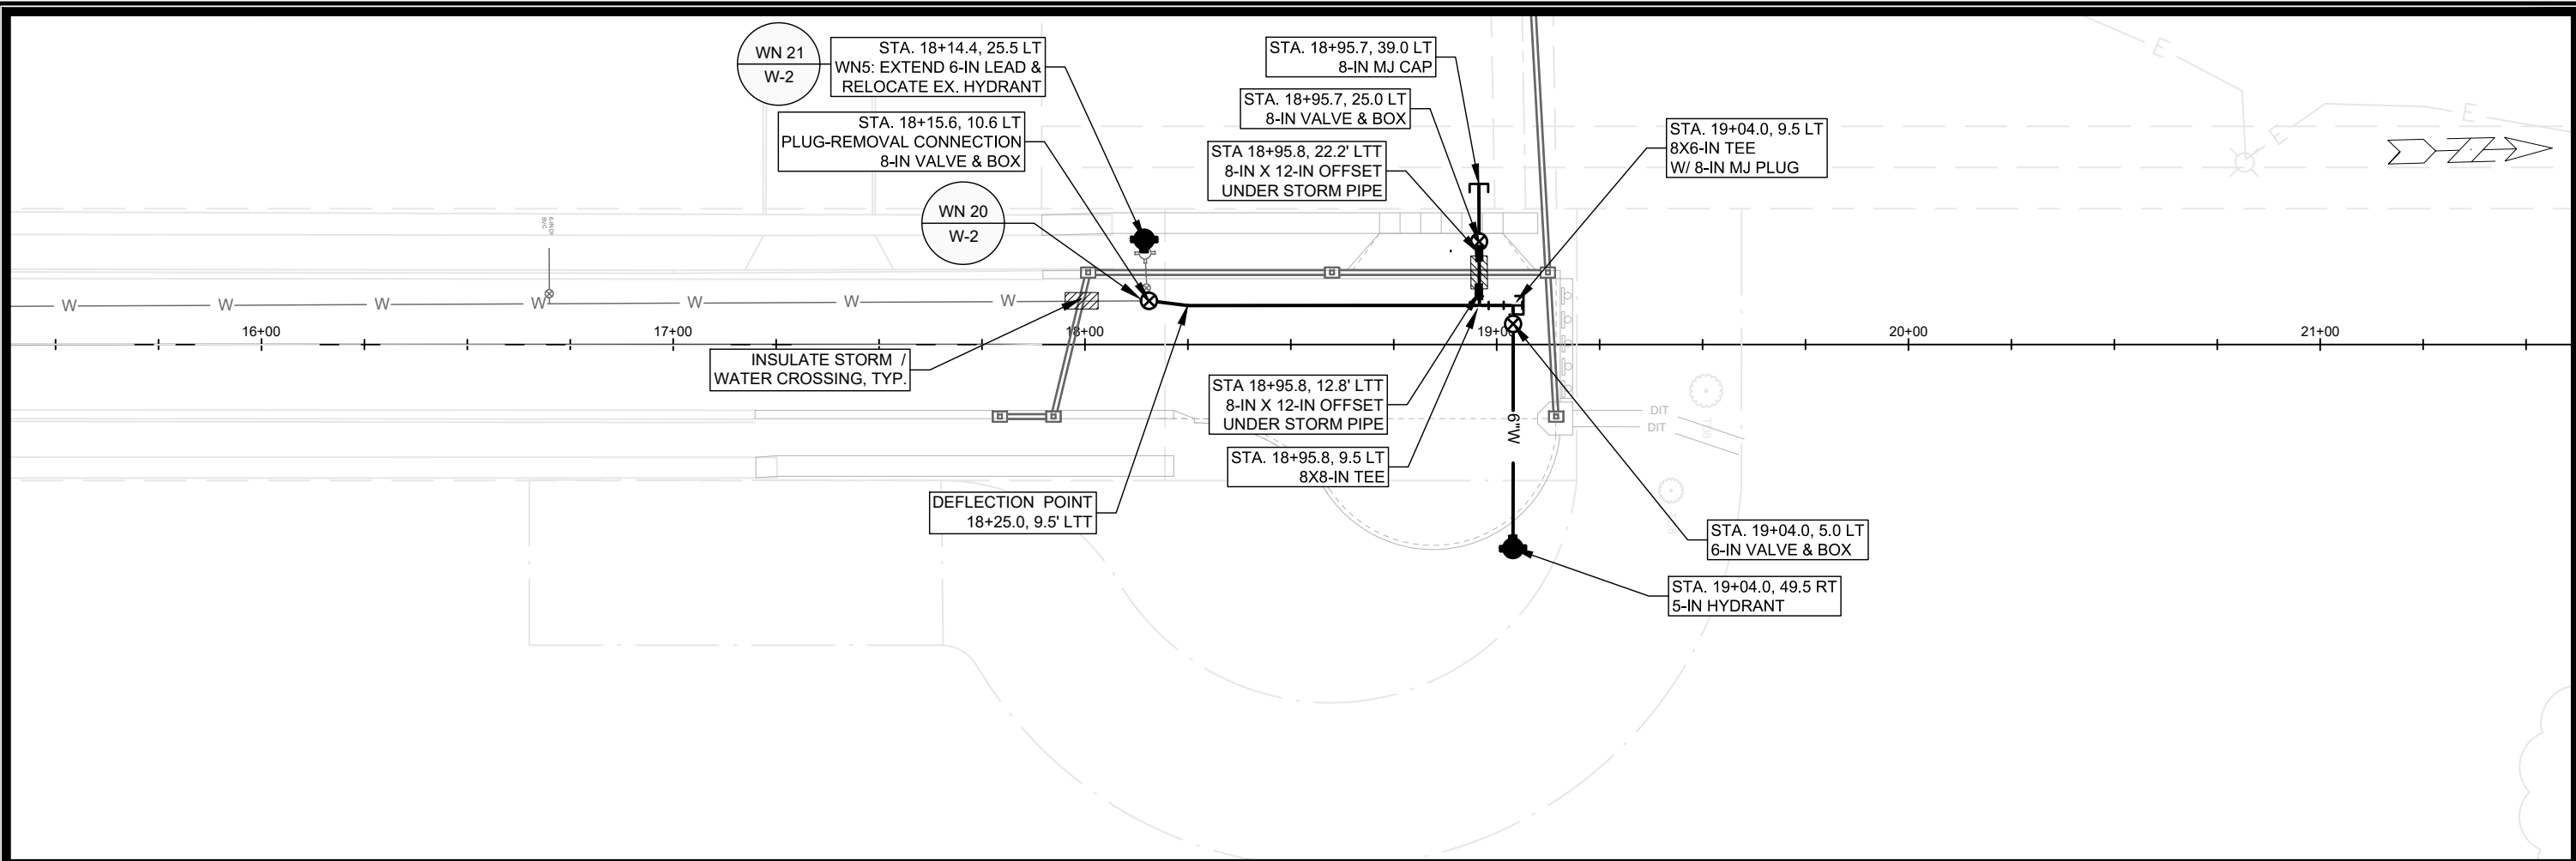 WN 21
W-2
STA. 18+14.4, 25.5 LT
WN5: EXTEND 6-IN LEAD &
RELOCATE EX. HYDRANT
STA. 18+15.6, 10.6 LT
PLUG-REMOVAL CONNECTION
8-IN VALVE & BOX
WN 20
W-2
STA. 18+95.7, 39.0 LT
8-IN MJ CAP
STA. 18+95.7, 25.0 LT
8-IN VALVE & BOX
STA 18+95.8, 22.2' LTT
8-IN X 12-IN OFFSET
UNDER STORM PIPE
STA. 19+04.0, 9.5 LT
8X6-IN TEE
W/ 8-IN MJ PLUG
E
E
E
Z
W
W
W
W
W
W
W
16+00
17+00
18+00
19+00
20+00
21+00
INSULATE STORM /
WATER CROSSING, TYP.
STA 18+95.8, 12.8' LTT
8-IN X 12-IN OFFSET
UNDER STORM PIPE
STA. 18+95.8, 9.5 LT
8X8-IN TEE
DEFLECTION POINT
18+25.0, 9.5' LTT
6"W
DIT
DIT
STA. 19+04.0, 5.0 LT
6-IN VALVE & BOX
STA. 19+04.0, 49.5 RT
5-IN HYDRANT